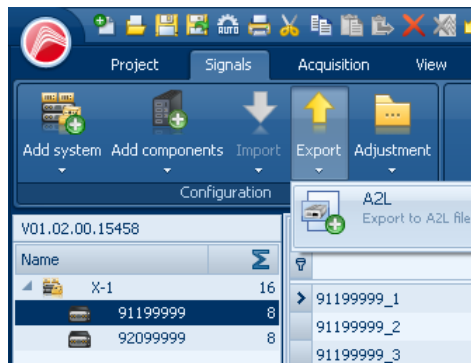 AUTO
Project Signals Acquisition View
Add system Add components Import Export Adjustment
Configuration
A2L
Export to A2L file
V01.02.00.15458
Name Σ
X-1 16
91199999 8
92099999 8
91199999_1
91199999_2
91199999_3